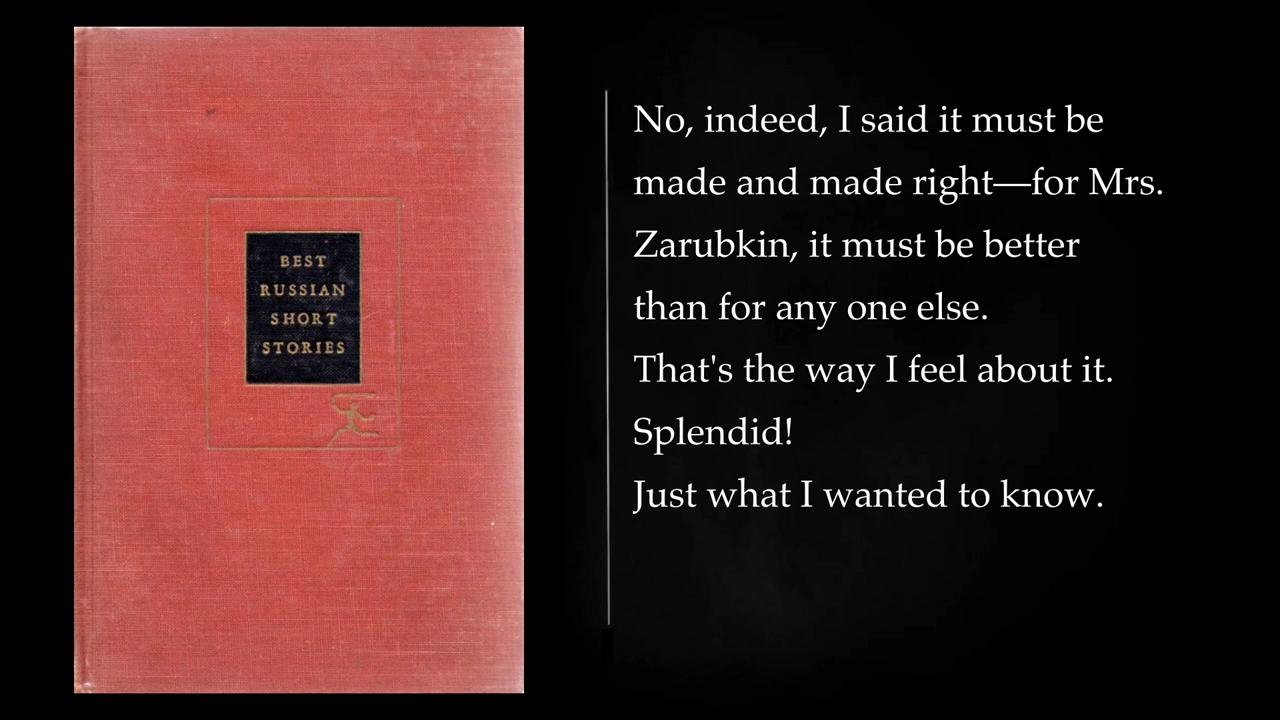 BEST
RUSSIAN
SHORT
STORIES
No, indeed, I said it must be
made and made right—for Mrs.
Zarubkin, it must be better
than for any one else.
That's the way I feel about it.
Splendid!
Just what I wanted to know.